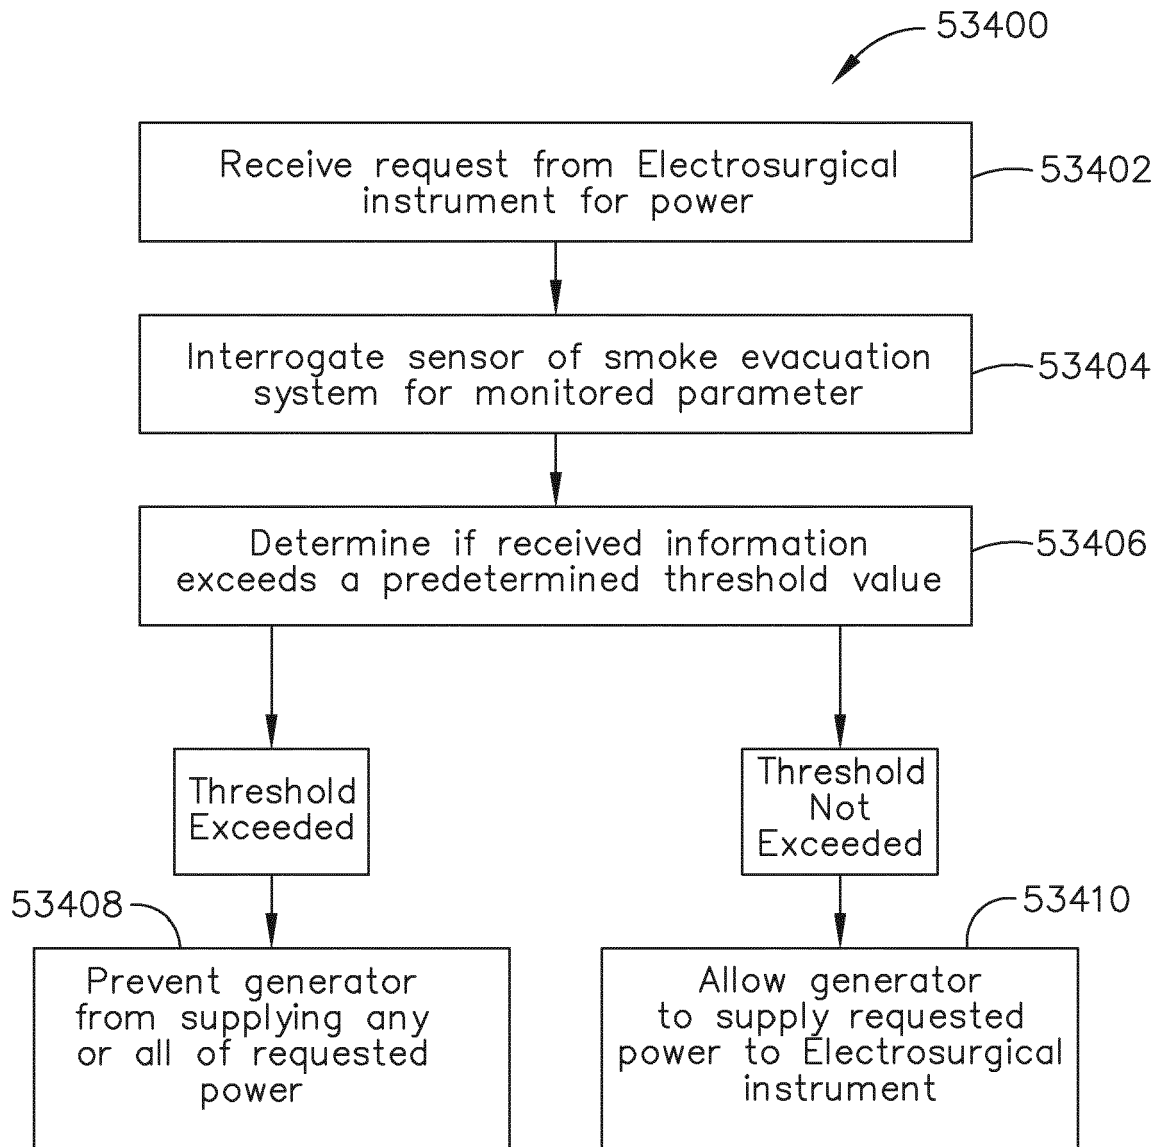 53400
Receive request from Electrosurgical
instrument for power
53402
Interrogate sensor of smoke evacuation
system for monitored parameter
53404
Determine if received information
exceeds a predetermined threshold value
53406
Threshold
Exceeded
Threshold
Not
Exceeded
53408
Prevent generator
from supplying any
or all of requested
power
53410
Allow generator
to supply requested
power to Electrosurgical
instrument